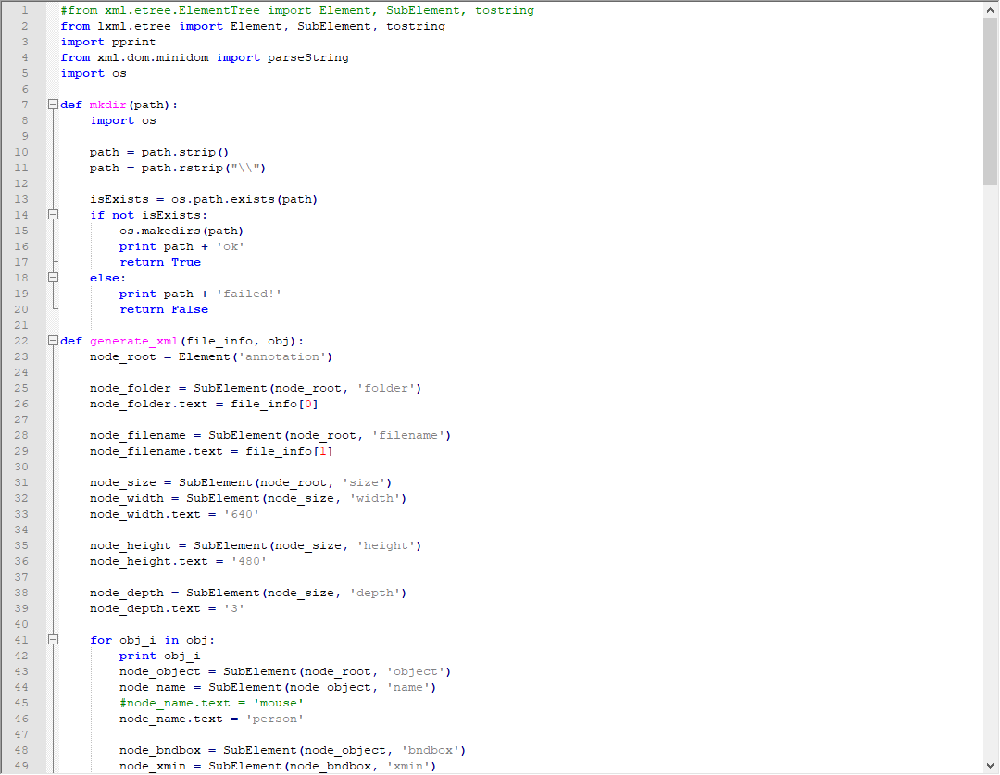 1 #from xml.etree.ElementTree import Element, SubElement, tostring
2 from lxml.etree import Element, SubElement, tostring
3 import pprint
4 from xml.dom.minidom import parseString
5 import os
6
7 def mkdir(path):
8     import os
9
10     path = path.strip()
11     path = path.rstrip("\\")
12
13     isExists = os.path.exists(path)
14     if not isExists:
15         os.makedirs(path)
16         print path + 'ok'
17         return True
18     else:
19         print path + 'failed!'
20         return False
21
22 def generate_xml(file_info, obj):
23     node_root = Element('annotation')
24
25     node_folder = SubElement(node_root, 'folder')
26     node_folder.text = file_info[0]
27
28     node_filename = SubElement(node_root, 'filename')
29     node_filename.text = file_info[1]
30
31     node_size = SubElement(node_root, 'size')
32     node_width = SubElement(node_size, 'width')
33     node_width.text = '640'
34
35     node_height = SubElement(node_size, 'height')
36     node_height.text = '480'
37
38     node_depth = SubElement(node_size, 'depth')
39     node_depth.text = '3'
40
41     for obj_i in obj:
42         print obj_i
43         node_object = SubElement(node_root, 'object')
44         node_name = SubElement(node_object, 'name')
45         #node_name.text = 'mouse'
46         node_name.text = 'person'
47
48         node_bndbox = SubElement(node_object, 'bndbox')
49         node_xmin = SubElement(node_bndbox, 'xmin')